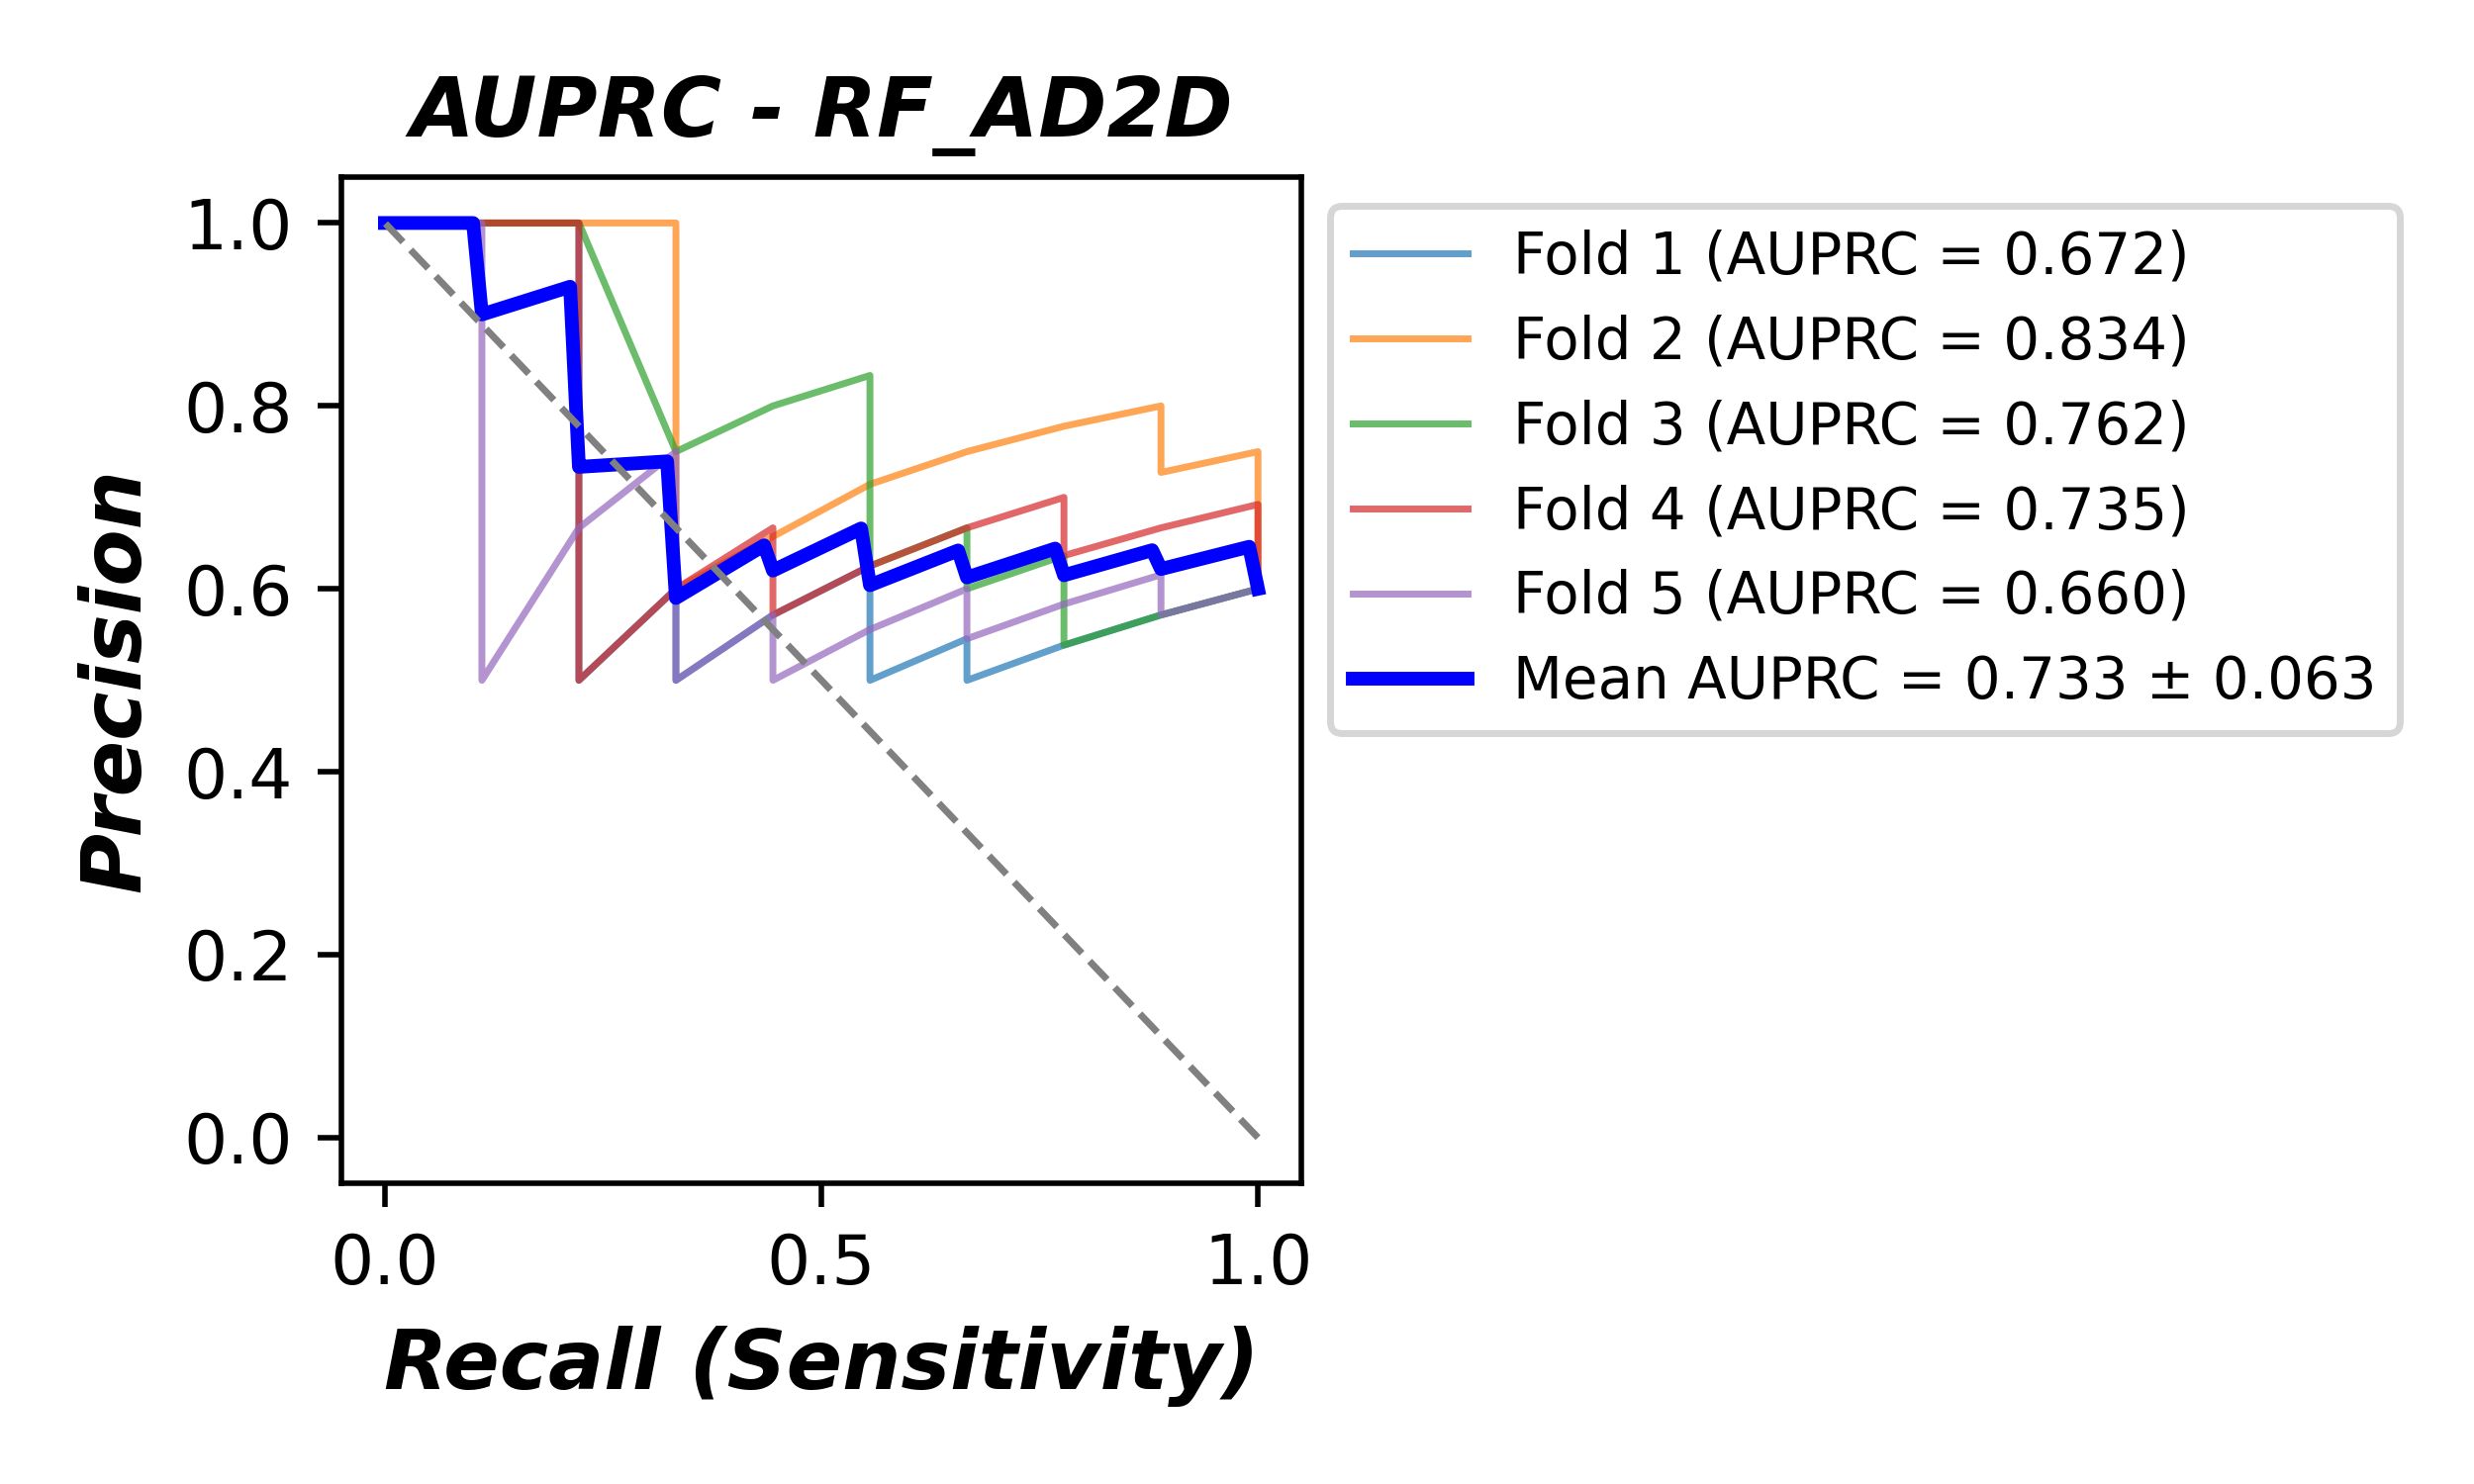 AUPRC - RF_AD2D
Precision
1.0
0.8
0.6
0.4
0.2
0.0
0.0
0.5
1.0
Recall (Sensitivity)
Fold 1 (AUPRC = 0.672)
Fold 2 (AUPRC = 0.834)
Fold 3 (AUPRC = 0.762)
Fold 4 (AUPRC = 0.735)
Fold 5 (AUPRC = 0.660)
Mean AUPRC = 0.733 ± 0.063